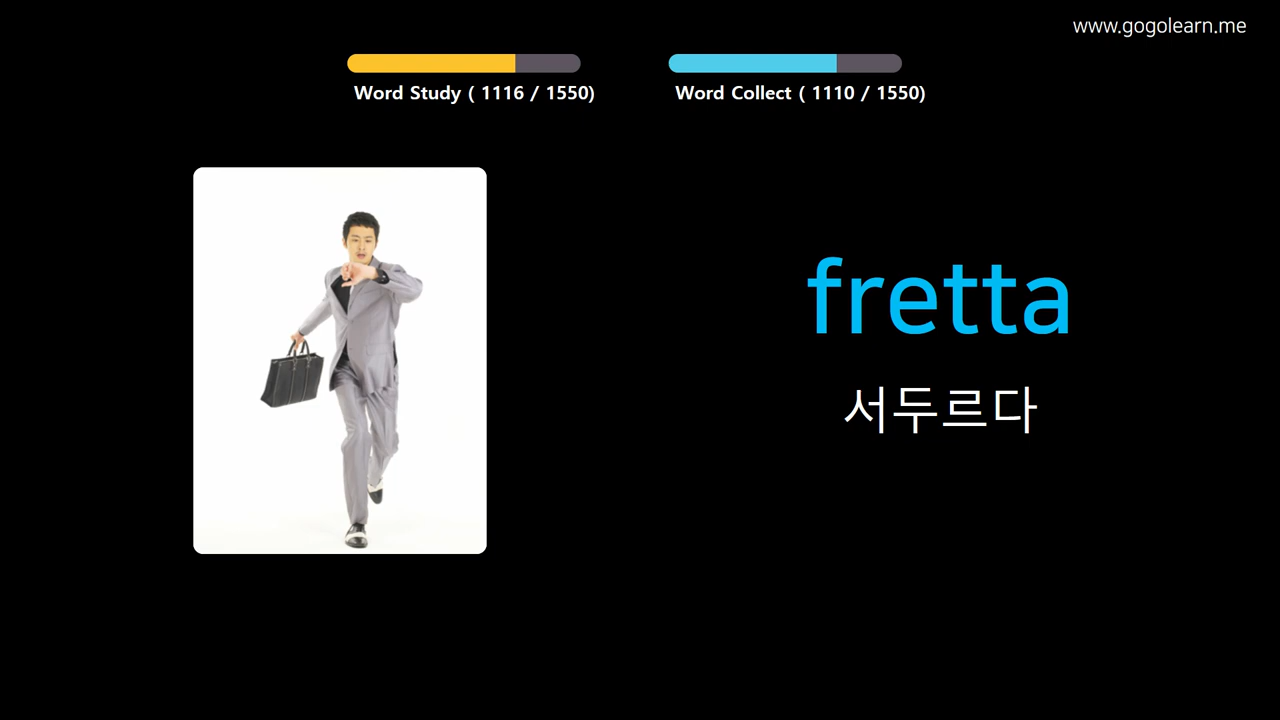 www.gogolearn.me
Word Study ( 1116 / 1550)
Word Collect ( 1110 / 1550)
fretta
서두르다